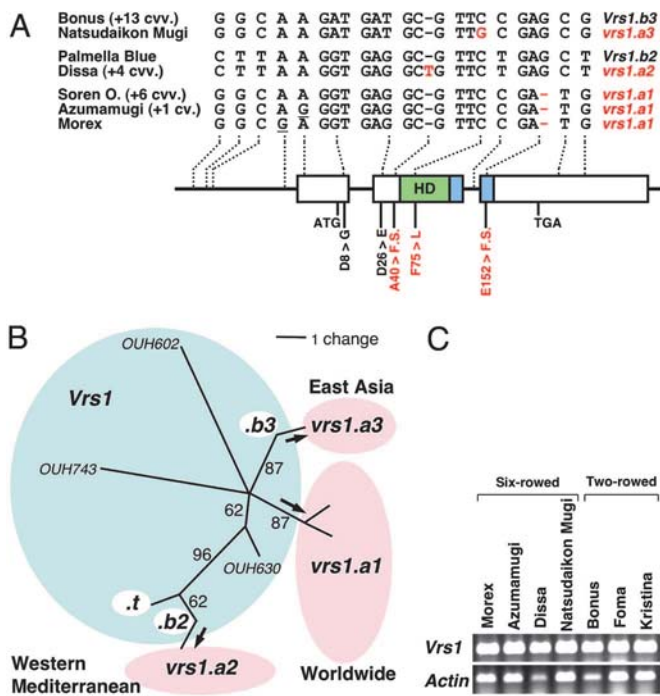 A
Bonus (+13 cvv.) G G C A A GAT GAT GC-G TTC C GAGC G Vrs1.b3
Natsudaikon Mugi G G C A A GAT GAT GC-G TTG C GAGC G vrs1.a3
Palmella Blue C T T A A GGT GAG GC-G TTC C GAGC T Vrs1.b2
Dissa (+4 cvv.) C T T A A GGT GAG GCTG TTC C GAGC T vrs1.a2
Soren O. (+6 cvv.) G G C A A GGT GAG GC-G TTC C GA- T G vrs1.a1
Azumamugi (+1 cv.) G G C A G GGT GAG GC-G TTC C GA- T G vrs1.a1
Morex G G C G A GGT GAG GC-G TTC C GA- T G vrs1.a1
HD
ATG
D8 > G
D26 > E
A40 > F.S.
F75 > L
E152 > F.S.
TGA
B
OUH602
1 change
Vrs1
East Asia
.b3
vrs1.a3
OUH743
87
62
87
96
OUH630
vrs1.a1
.t
62
.b2
Western
Mediterranean
vrs1.a2
Worldwide
C
Six-rowed Two-rowed
Morex
Azumamugi
Dissa
Natsudaikon Mugi
Bonus
Foma
Kristina
Vrs1
Actin